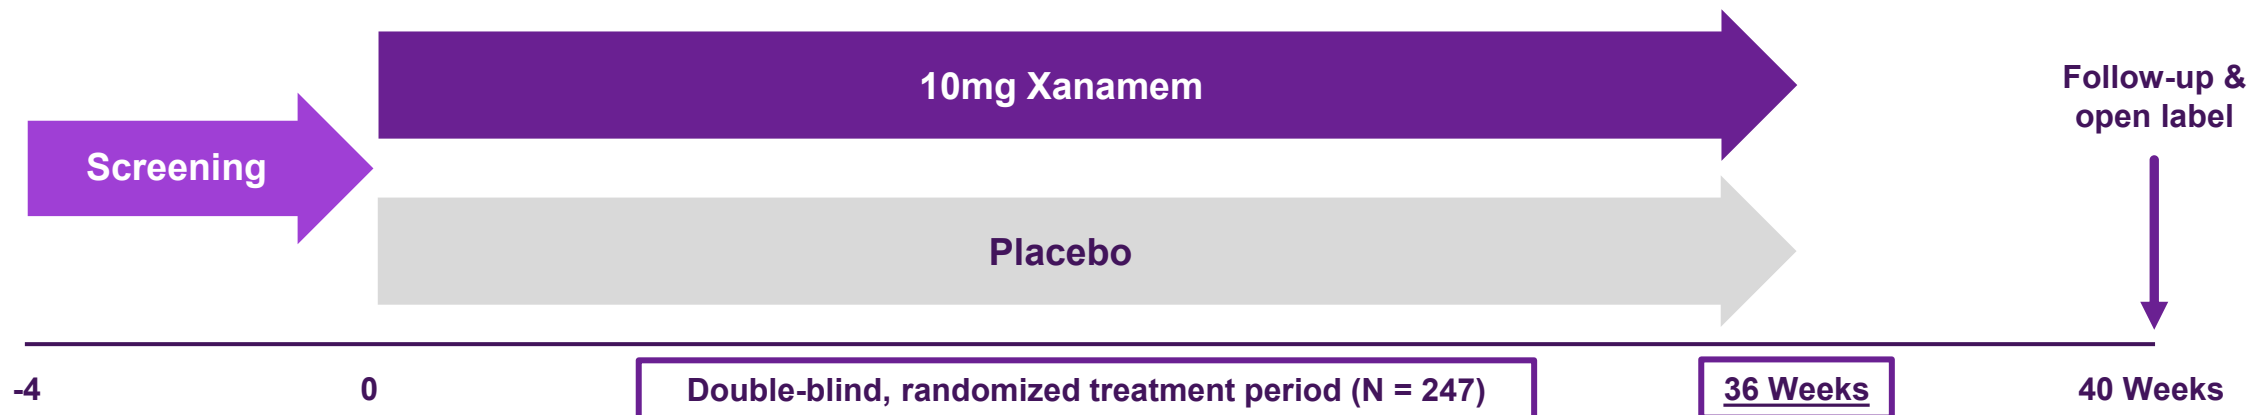 10mg Xanamem
Follow-up &
open label
Screening
Placebo
-4
0
Double-blind, randomized treatment period (N = 247)
36 Weeks
40 Weeks